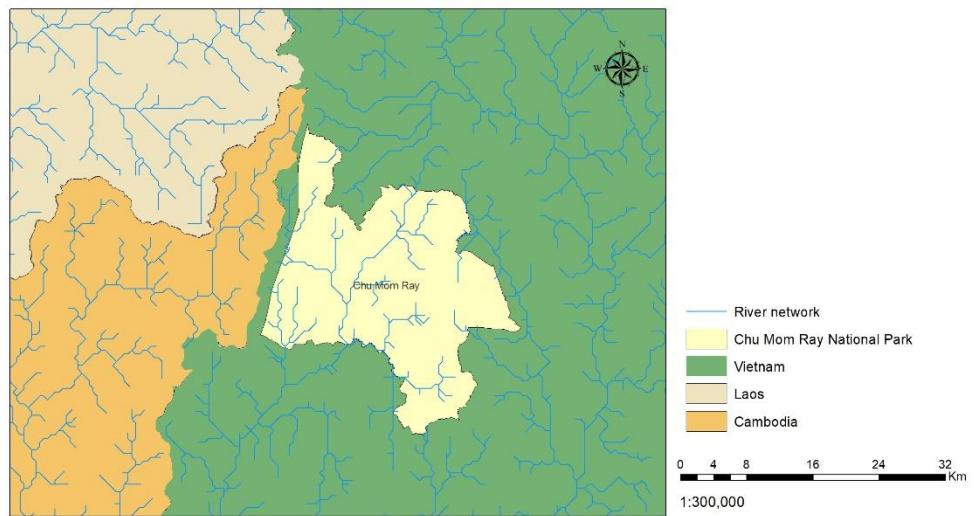 N
W E
S
Chu Mom Ray
River network
Chu Mom Ray National Park
Vietnam
Laos
Cambodia
0 4 8 16 24 32
Km
1:300,000